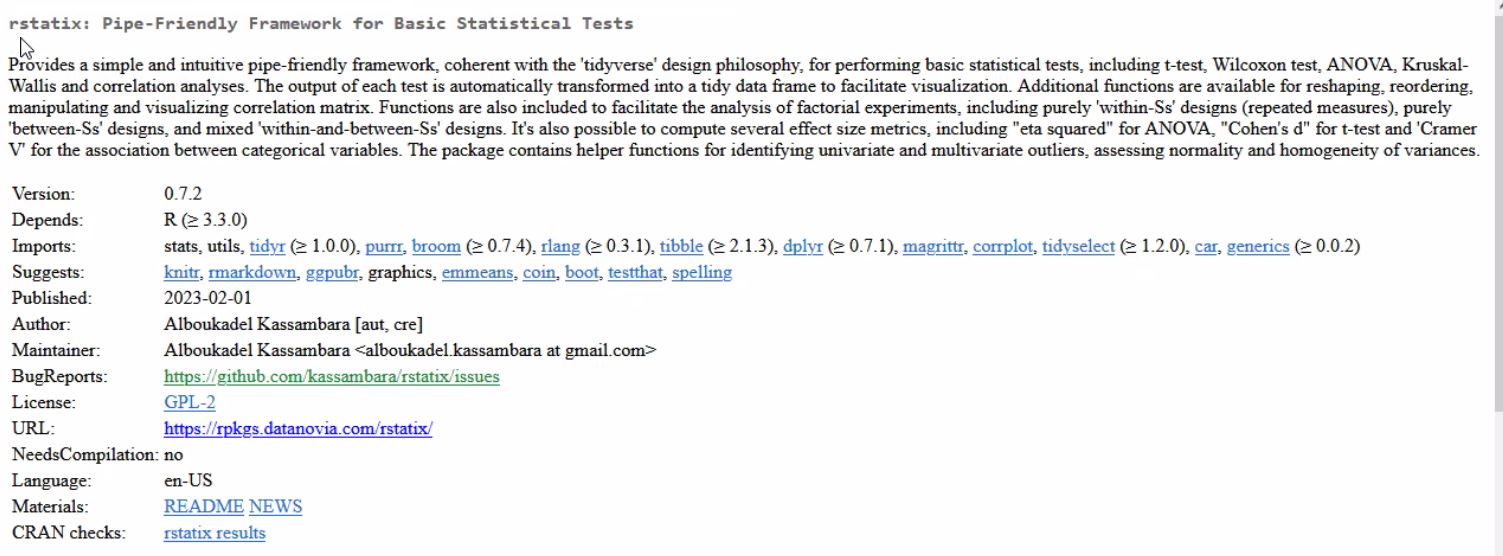 rstatix: Pipe-Friendly Framework for Basic Statistical Tests
Provides a simple and intuitive pipe-friendly framework, coherent with the 'tidyverse' design philosophy, for performing basic statistical tests, including t-test, Wilcoxon test, ANOVA, Kruskal-
Wallis and correlation analyses. The output of each test is automatically transformed into a tidy data frame to facilitate visualization. Additional functions are available for reshaping, reordering,
manipulating and visualizing correlation matrix. Functions are also included to facilitate the analysis of factorial experiments, including purely 'within-Ss' designs (repeated measures), purely
'between-Ss' designs, and mixed 'within-and-between-Ss' designs. It's also possible to compute several effect size metrics, including "eta squared" for ANOVA, "Cohen's d" for t-test and 'Cramer
V' for the association between categorical variables. The package contains helper functions for identifying univariate and multivariate outliers, assessing normality and homogeneity of variances.
Version: 0.7.2
Depends: R (≥ 3.3.0)
Imports: stats, utils, tidyr (≥ 1.0.0), purrr, broom (≥ 0.7.4), rlang (≥ 0.3.1), tibble (≥ 2.1.3), dplyr (≥ 0.7.1), magrittr, corrplot, tidyselect (≥ 1.2.0), car, generics (≥ 0.0.2)
Suggests: knitr, rmarkdown, ggpubr, graphics, emmeans, coin, boot, testthat, spelling
Published: 2023-02-01
Author: Alboukadel Kassambara [aut, cre]
Maintainer: Alboukadel Kassambara <alboukadel.kassambara at gmail.com>
BugReports: https://github.com/kassambara/rstatix/issues
License: GPL-2
URL: https://rpkgs.datanovia.com/rstatix/
NeedsCompilation: no
Language: en-US
Materials: README NEWS
CRAN checks: rstatix results